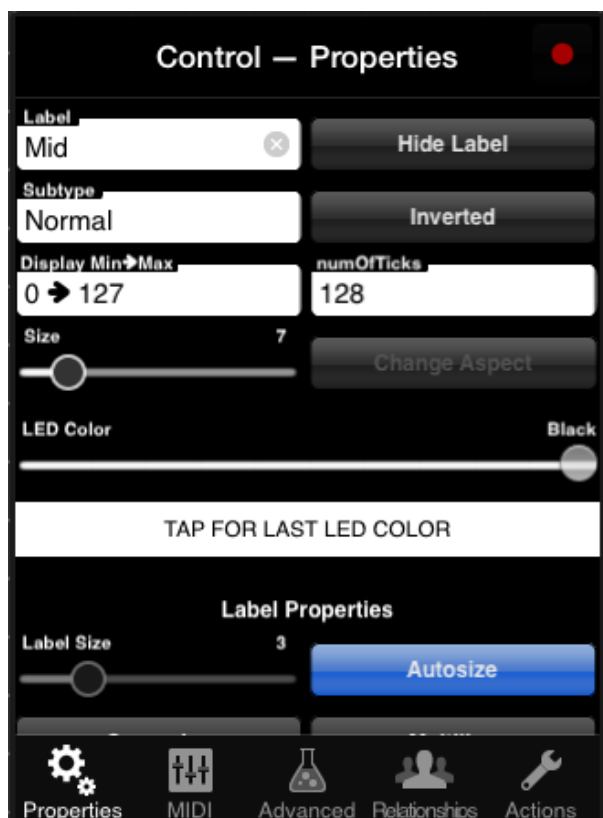 Control — Properties
Label
Mid
Hide Label
Subtype
Normal
Inverted
Display Min➔Max
0 ➔ 127
numOfTicks
128
Size 7
Change Aspect
LED Color Black
TAP FOR LAST LED COLOR
Label Properties
Label Size 3
Autosize
Properties MIDI Advanced Relationships Actions